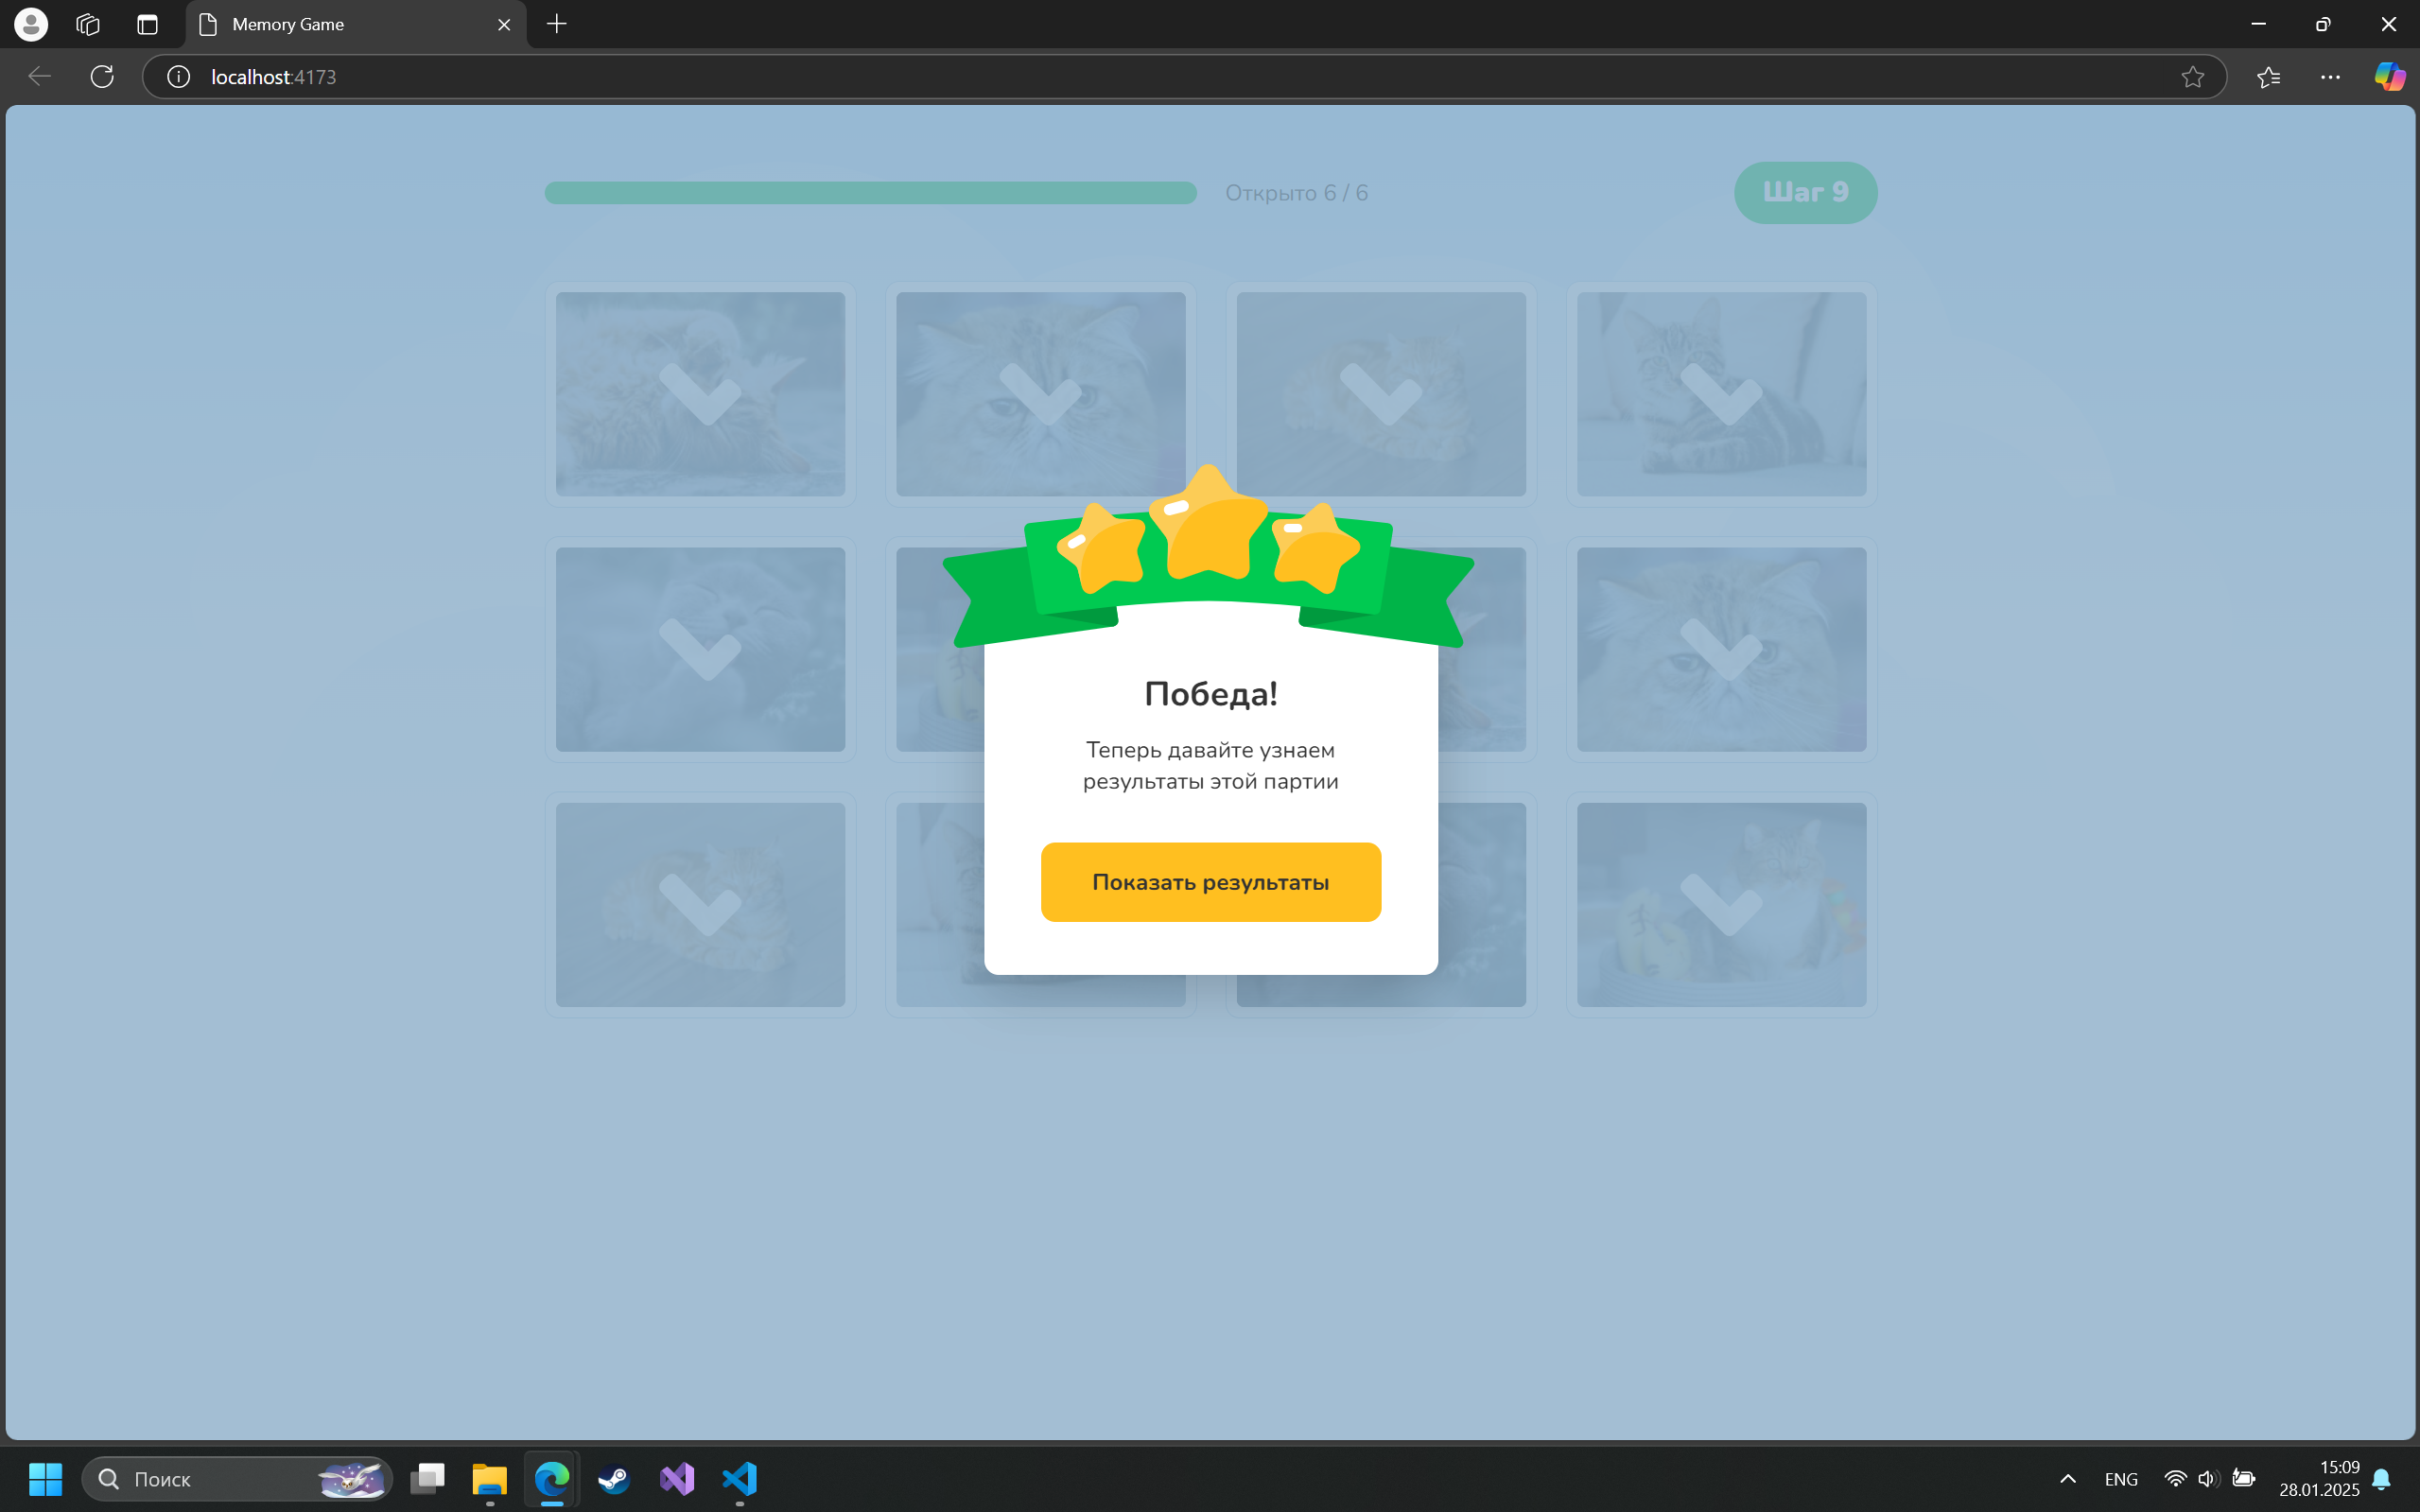 Memory Game
localhost:4173
Открыто 6 / 6
Шаг 9
Победа!
Теперь давайте узнаем
результаты этой партии
Показать результаты
Поиск
ENG
15:09
28.01.2025